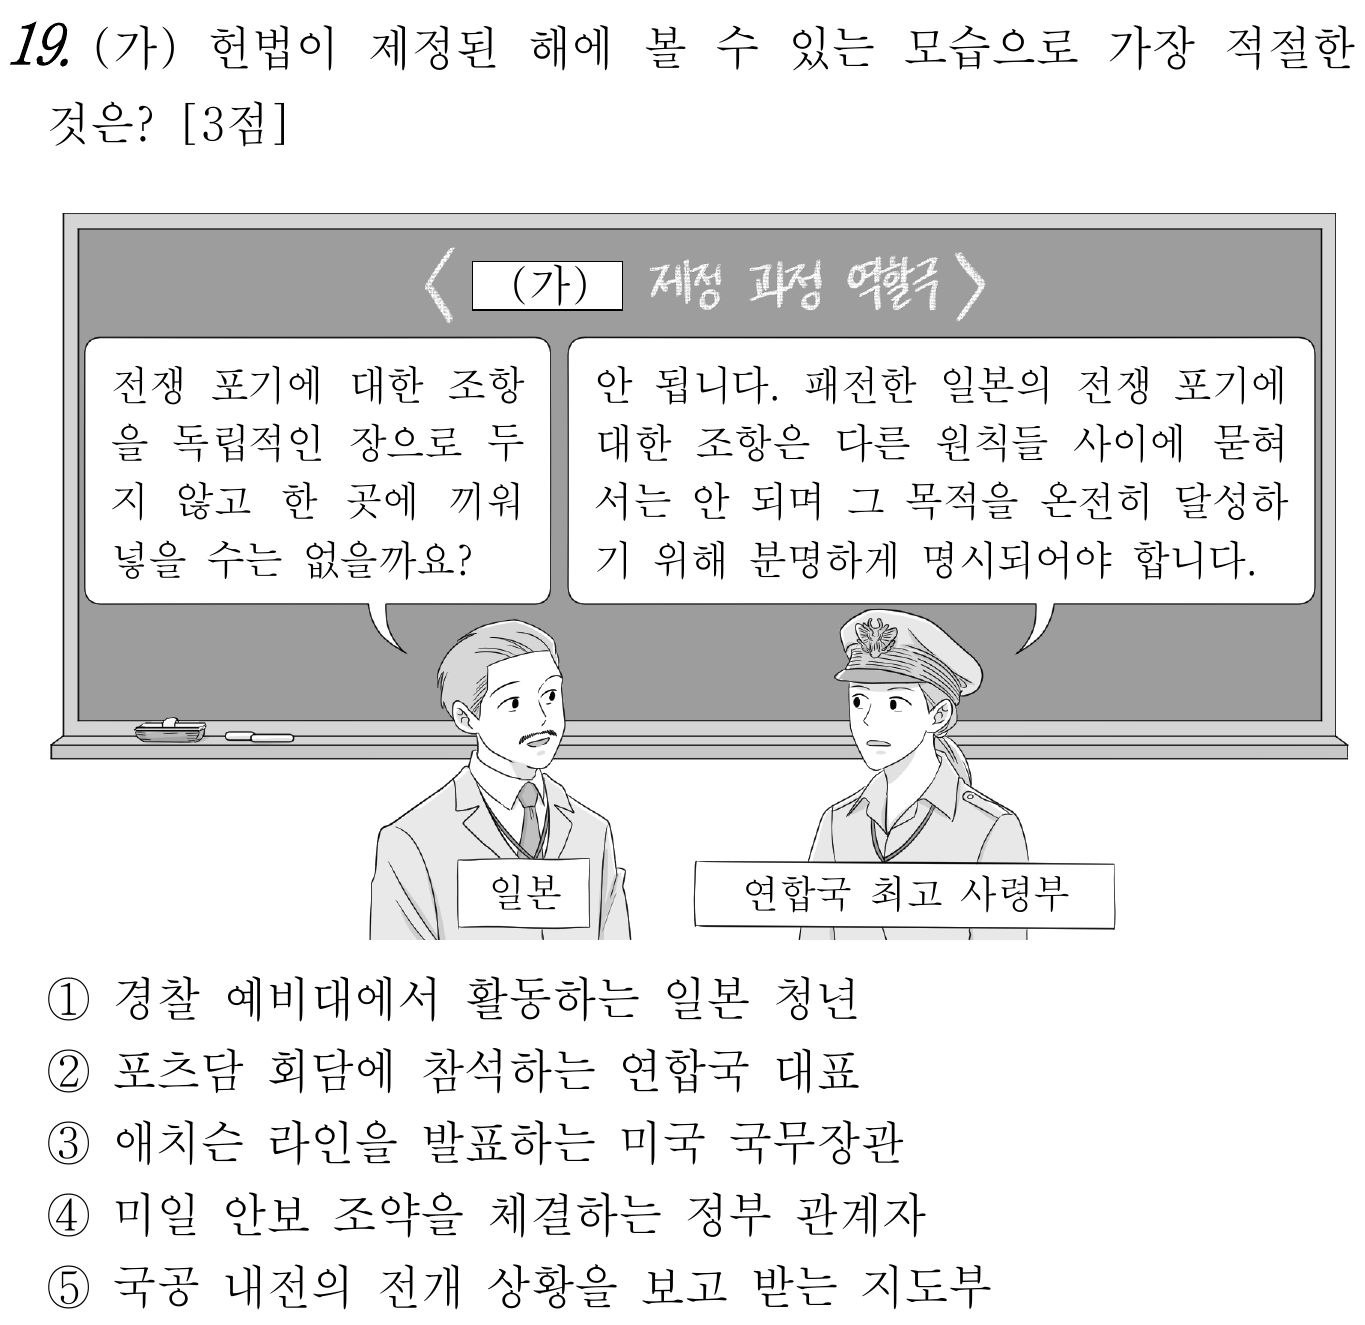 19. (가) 헌법이 제정된 해에 볼 수 있는 모습으로 가장 적절한
것은? [3점]
〈 (가) 제정 과정 역할극 〉
전쟁 포기에 대한 조항
을 독립적인 장으로 두
지 않고 한 곳에 끼워
넣을 수는 없을까요?
안 됩니다. 패전한 일본의 전쟁 포기에
대한 조항은 다른 원칙들 사이에 묻혀
서는 안 되며 그 목적을 온전히 달성하
기 위해 분명하게 명시되어야 합니다.
일본
연합국 최고 사령부
① 경찰 예비대에서 활동하는 일본 청년
② 포츠담 회담에 참석하는 연합국 대표
③ 애치슨 라인을 발표하는 미국 국무장관
④ 미일 안보 조약을 체결하는 정부 관계자
⑤ 국공 내전의 전개 상황을 보고 받는 지도부